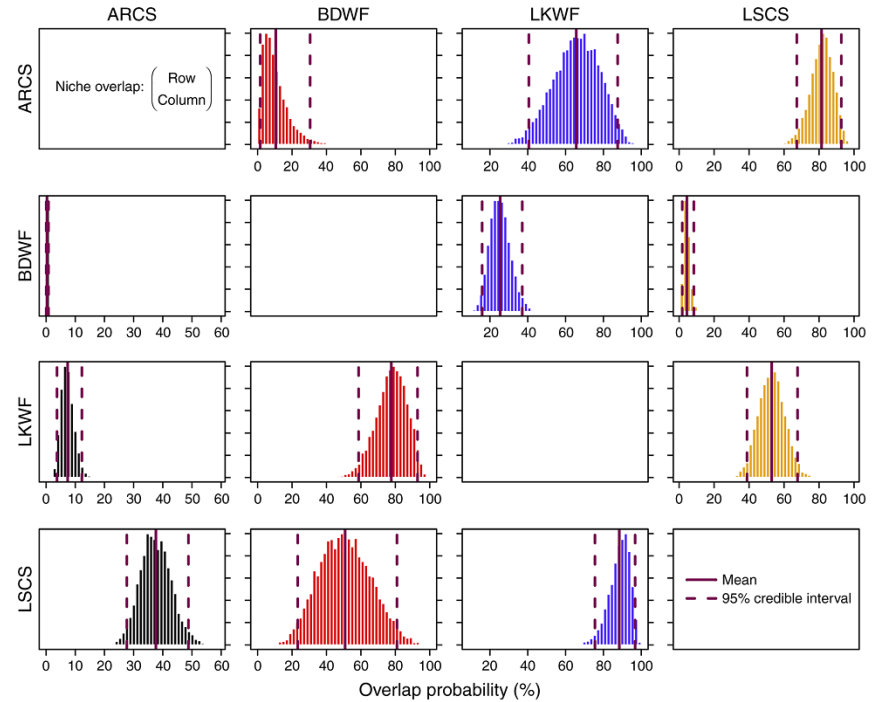 ARCS BDWF LKWF LSCS
ARCS
Niche overlap: (Row
Column)
0 20 40 60 80 100 20 40 60 80 100 0 20 40 60 80 100
BDWF
0 10 20 30 40 50 60 20 40 60 80 100 0 20 40 60 80 100
LKWF
0 10 20 30 40 50 60 0 20 40 60 80 100 0 20 40 60 80 100
LSCS
Mean
95% credible interval
0 10 20 30 40 50 60 0 20 40 60 80 100 20 40 60 80 100
Overlap probability (%)